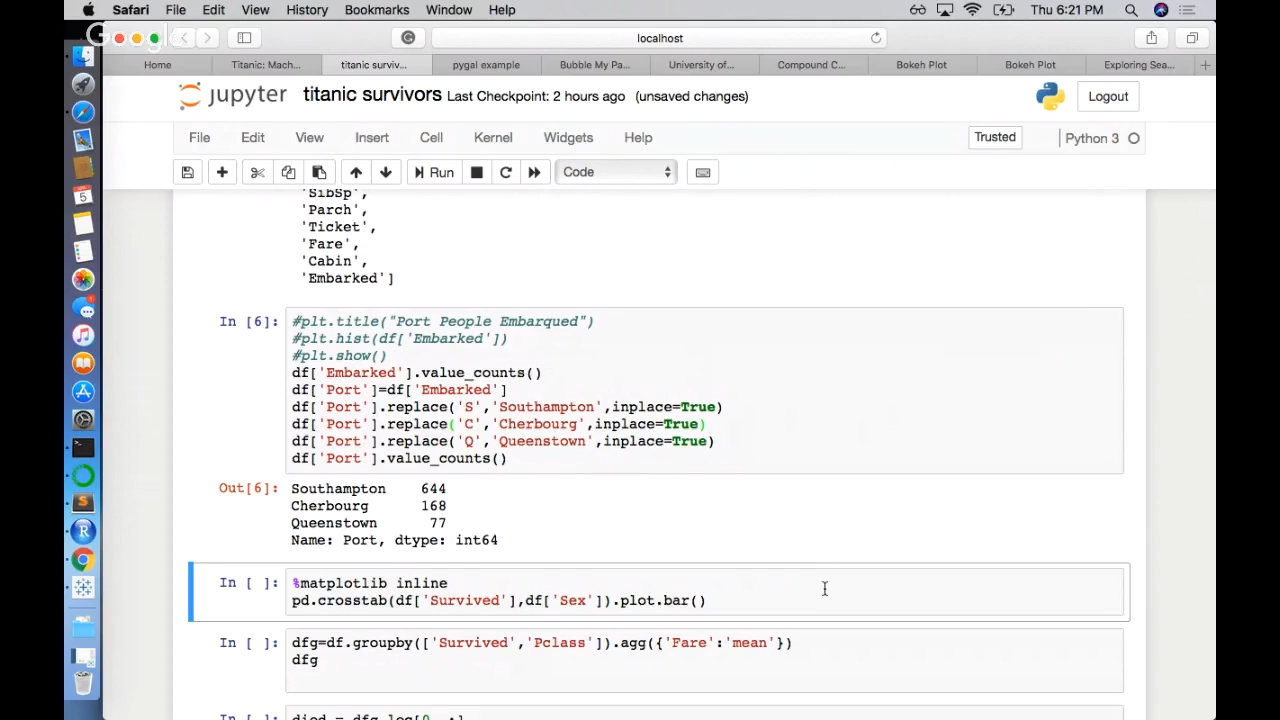 Safari File Edit View History Bookmarks Window Help Thu 6:21 PM
Google
localhost
Home Titanic: Mach... titanic surviv... pygal example Bubble My Pa... University of... Compound C... Bokeh Plot Bokeh Plot Exploring Sea...
jupyter titanic survivors Last Checkpoint: 2 hours ago (unsaved changes) Logout
File Edit View Insert Cell Kernel Widgets Help Trusted Python 3
Run Code
'SibSp',
'Parch',
'Ticket',
'Fare',
'Cabin',
'Embarked']
In [6]: #plt.title("Port People Embarqued")
#plt.hist(df['Embarked'])
#plt.show()
df['Embarked'].value_counts()
df['Port']=df['Embarked']
df['Port'].replace('S','Southampton',inplace=True)
df['Port'].replace('C','Cherbourg',inplace=True)
df['Port'].replace('Q','Queenstown',inplace=True)
df['Port'].value_counts()
Out[6]: Southampton 644
Cherbourg 168
Queenstown 77
Name: Port, dtype: int64
In [ ]: %matplotlib inline
pd.crosstab(df['Survived'],df['Sex']).plot.bar()
In [ ]: dfg=df.groupby(['Survived','Pclass']).agg({'Fare':'mean'})
dfg
In [ ]: died = dfg.loc[0, :]